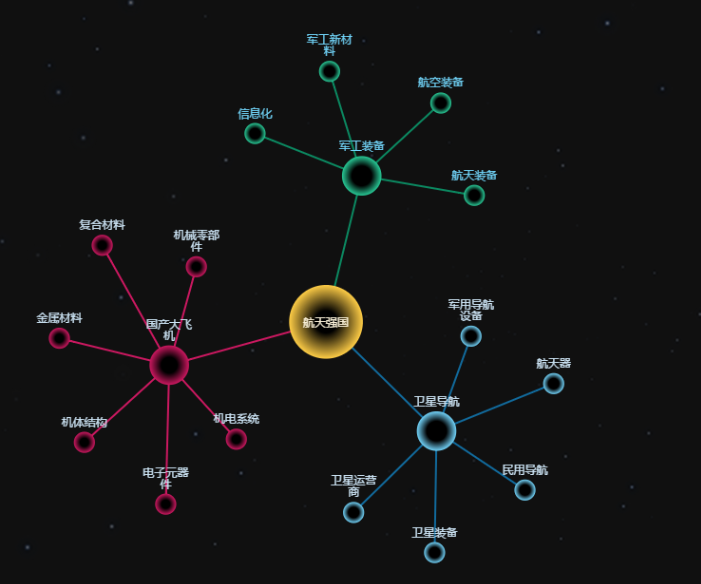 军工新材
料
航空装备
信息化
军工装备
航天装备
复合材料
机械零部
件
金属材料
国产大飞
机
航天强国
军用导航
设备
航天器
卫星导航
机体结构
机电系统
电子元器
件
民用导航
卫星运营
商
卫星装备